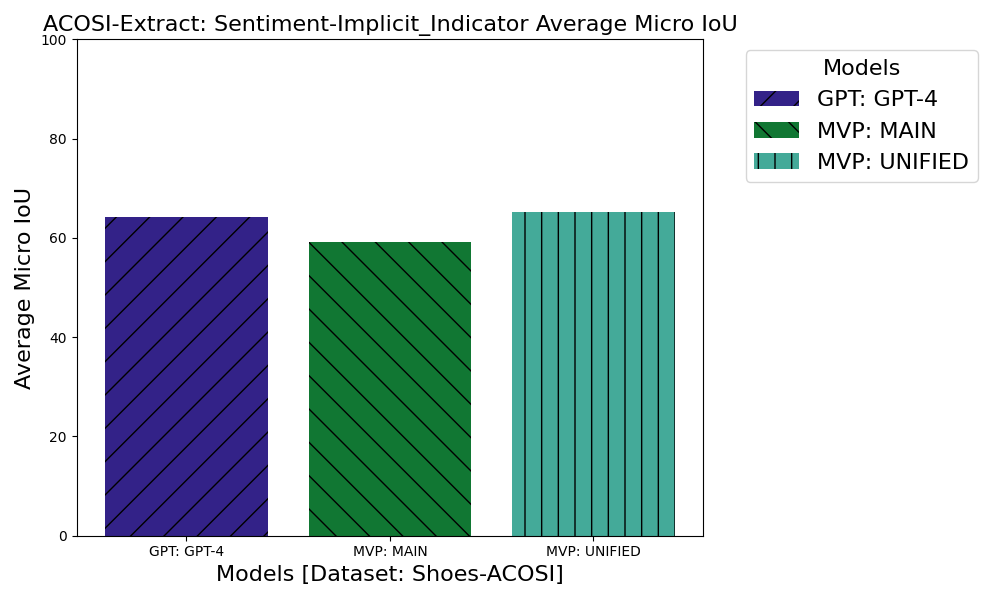 ACOSI-Extract: Sentiment-Implicit_Indicator Average Micro IoU
100
80
60
40
20
0
Average Micro IoU
GPT: GPT-4
MVP: MAIN
MVP: UNIFIED
Models [Dataset: Shoes-ACOSI]
Models
GPT: GPT-4
MVP: MAIN
MVP: UNIFIED